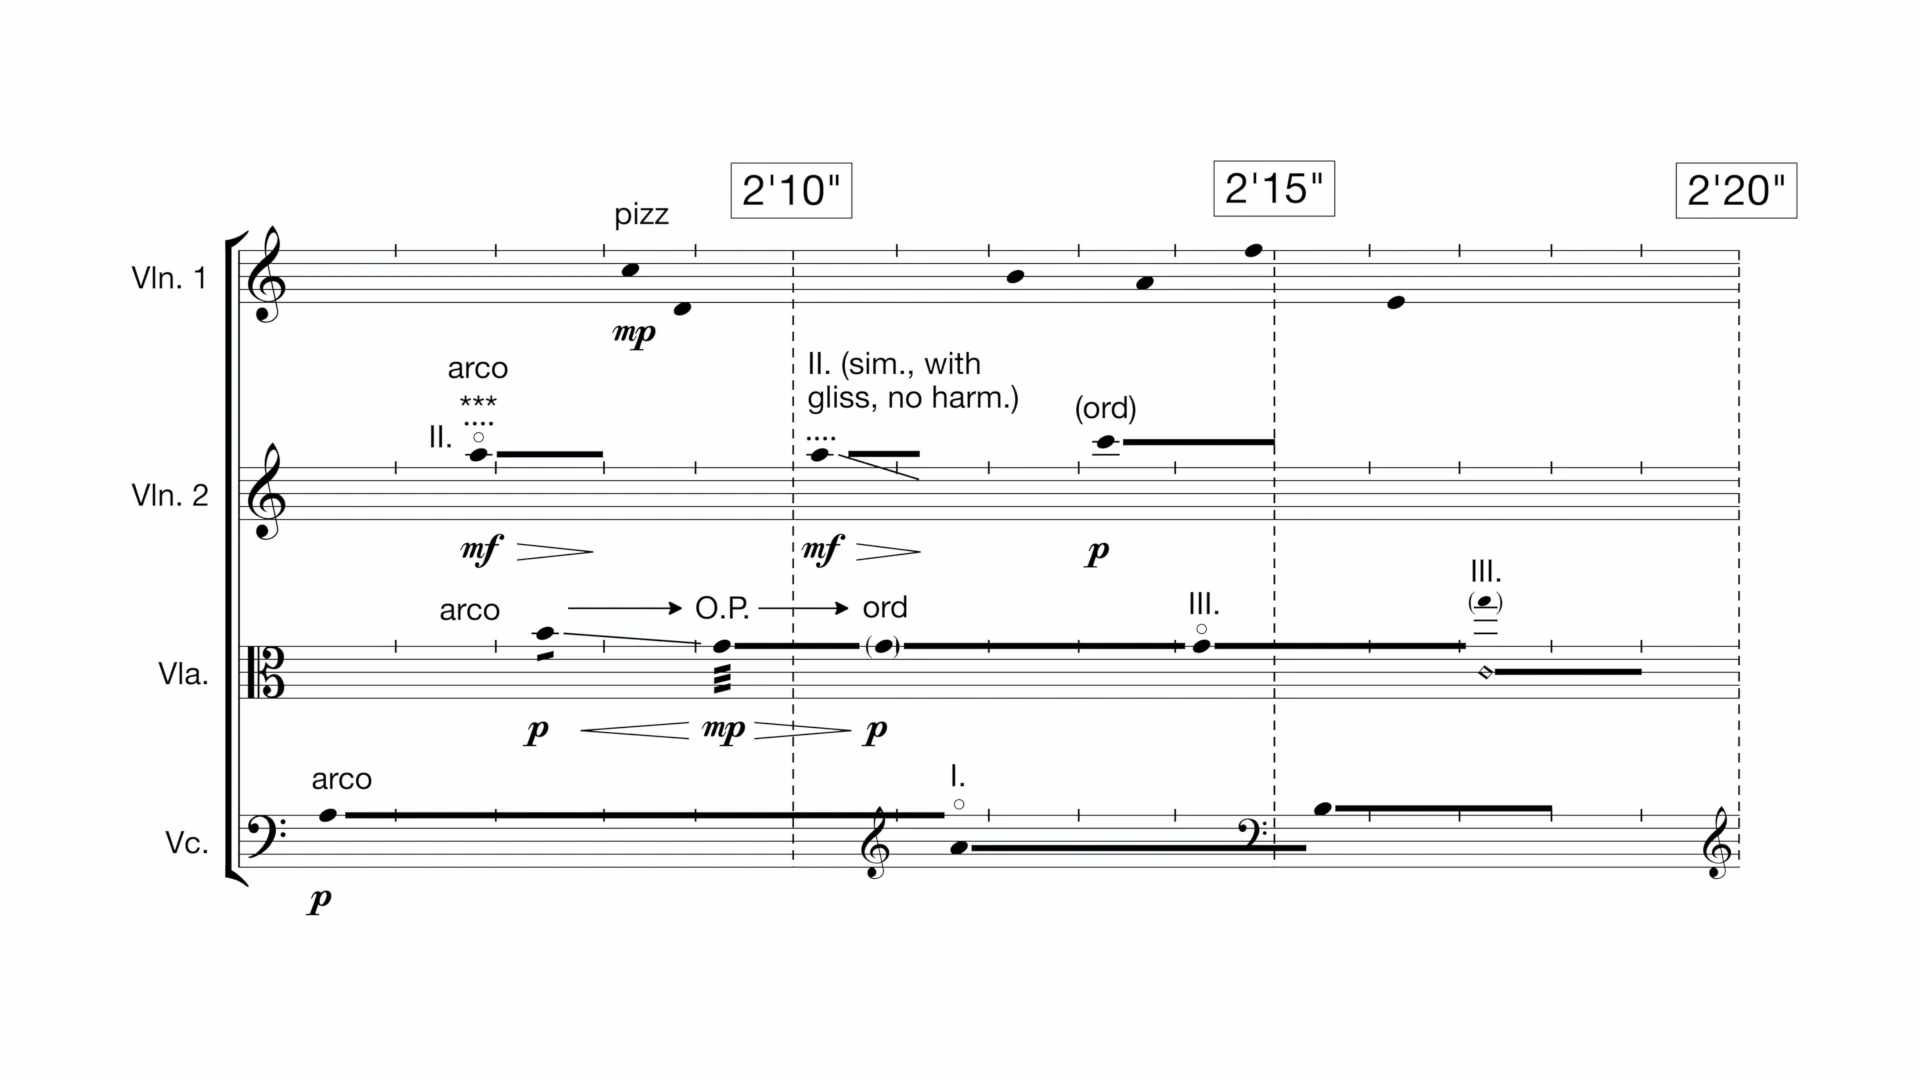 2'10"
2'15"
2'20"
pizz
Vln. 1
mp
arco
***
II.
II. (sim., with
gliss, no harm.)
(ord)
Vln. 2
mf
mf
p
arco
O.P.
ord
III.
III.
Vla.
p
mp
p
arco
I.
Vc.
p